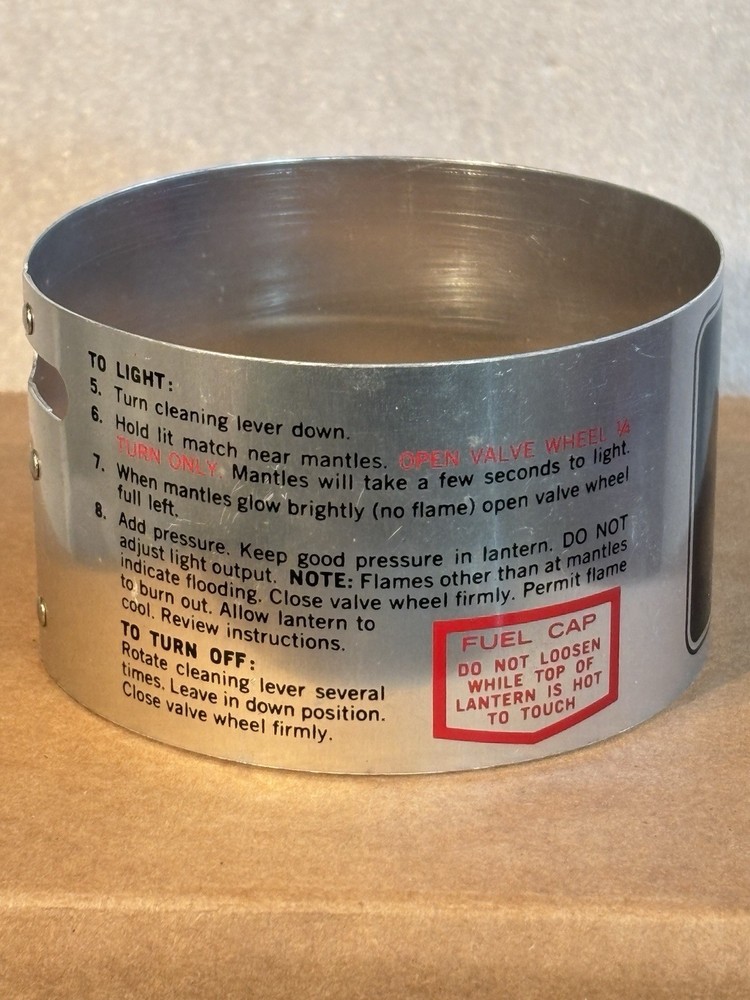 TO LIGHT:
5. Turn cleaning lever down.
6. Hold lit match near mantles. OPEN VALVE WHEEL ¼
TURN ONLY. Mantles will take a few seconds to light.
7. When mantles glow brightly (no flame) open valve wheel
full left.
8. Add pressure. Keep good pressure in lantern. DO NOT
adjust light output. NOTE: Flames other than at mantles
indicate flooding. Close valve wheel firmly. Permit flame
to burn out. Allow lantern to
cool. Review instructions.
TO TURN OFF:
Rotate cleaning lever several
times. Leave in down position.
Close valve wheel firmly.
FUEL CAP
DO NOT LOOSEN
WHILE TOP OF
LANTERN IS HOT
TO TOUCH